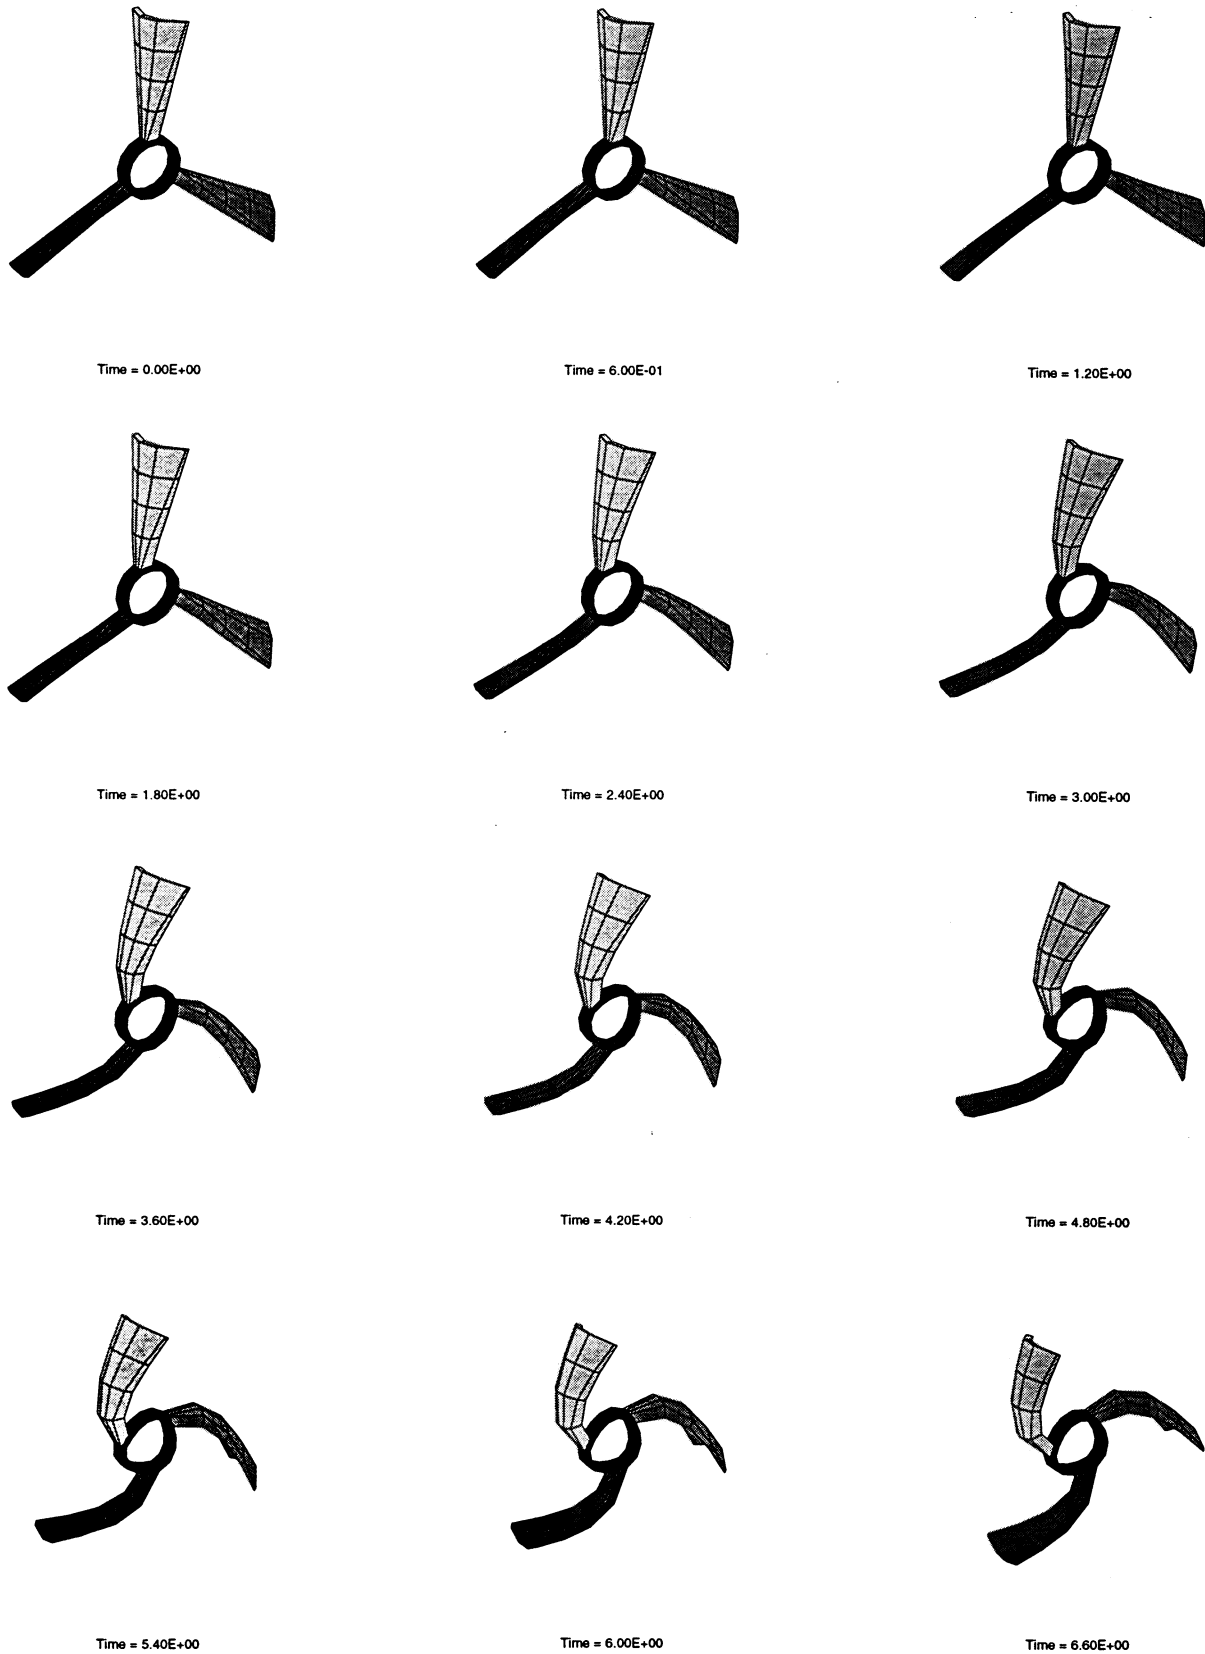 Time = 0.00E+00
Time = 6.00E-01
Time = 1.20E+00
Time = 1.80E+00
Time = 2.40E+00
Time = 3.00E+00
Time = 3.60E+00
Time = 4.20E+00
Time = 4.80E+00
Time = 5.40E+00
Time = 6.00E+00
Time = 6.60E+00